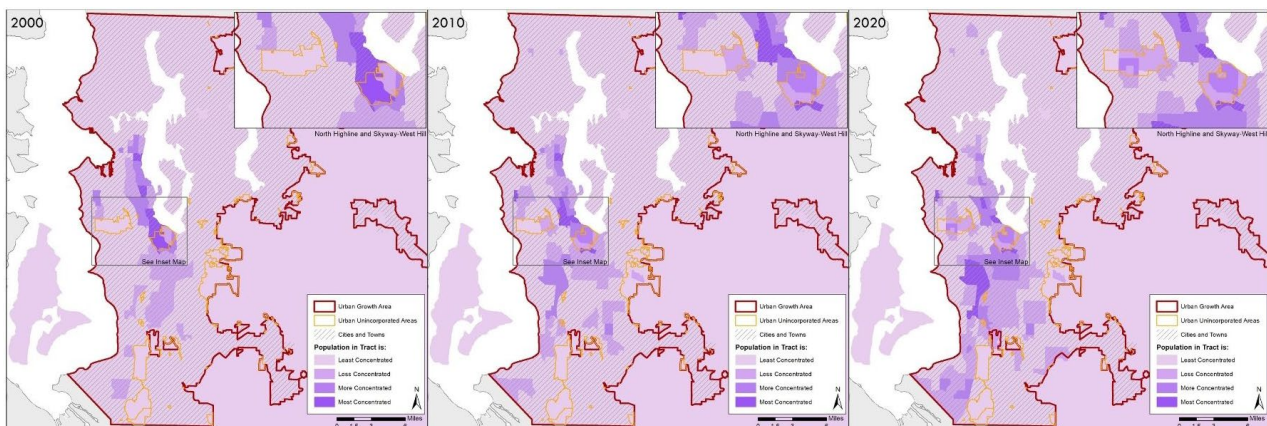 2000
North Highline and Skyway-West Hill
See Inset Map
Urban Growth Area
Urban Unincorporated Areas
Cities and Towns
Population in Tract is:
Least Concentrated
Less Concentrated
More Concentrated
Most Concentrated
N
Miles
2010
North Highline and Skyway-West Hill
See Inset Map
Urban Growth Area
Urban Unincorporated Areas
Cities and Towns
Population in Tract is:
Least Concentrated
Less Concentrated
More Concentrated
Most Concentrated
N
Miles
2020
North Highline and Skyway-West Hill
See Inset Map
Urban Growth Area
Urban Unincorporated Areas
Cities and Towns
Population in Tract is:
Least Concentrated
Less Concentrated
More Concentrated
Most Concentrated
N
Miles